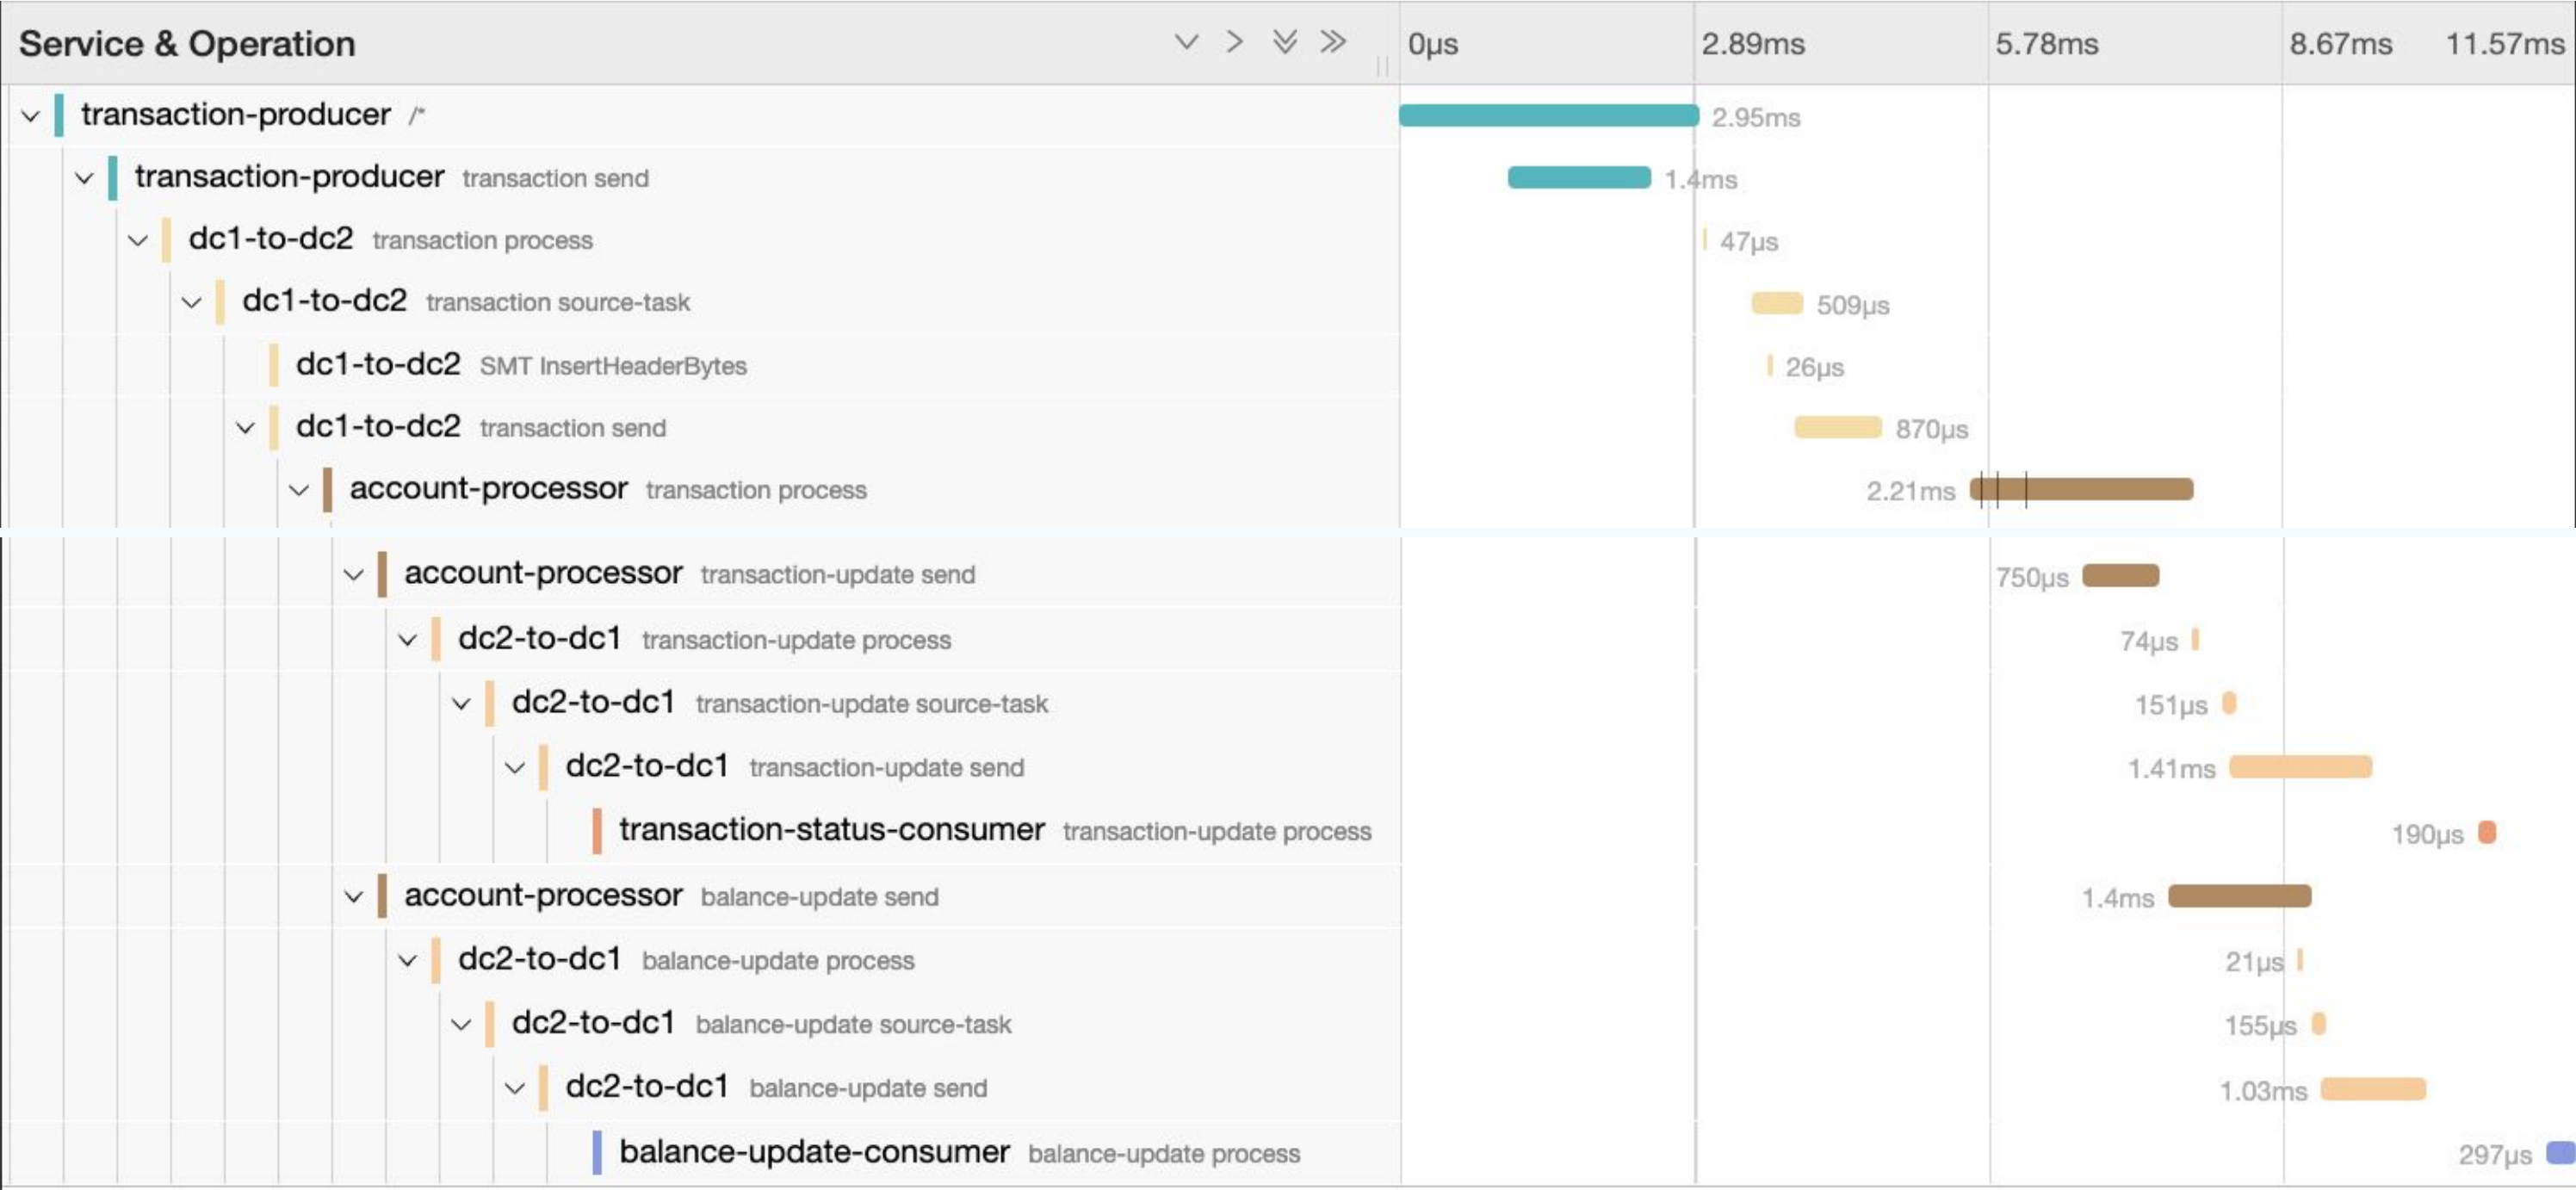 Service & Operation 0μs 2.89ms 5.78ms 8.67ms 11.57ms
transaction-producer /* 2.95ms
transaction-producer transaction send 1.4ms
dc1-to-dc2 transaction process 47μs
dc1-to-dc2 transaction source-task 509μs
dc1-to-dc2 SMT InsertHeaderBytes 26μs
dc1-to-dc2 transaction send 870μs
account-processor transaction process 2.21ms
account-processor transaction-update send 750μs
dc2-to-dc1 transaction-update process 74μs
dc2-to-dc1 transaction-update source-task 151μs
dc2-to-dc1 transaction-update send 1.41ms
transaction-status-consumer transaction-update process 190μs
account-processor balance-update send 1.4ms
dc2-to-dc1 balance-update process 21μs
dc2-to-dc1 balance-update source-task 155μs
dc2-to-dc1 balance-update send 1.03ms
balance-update-consumer balance-update process 297μs